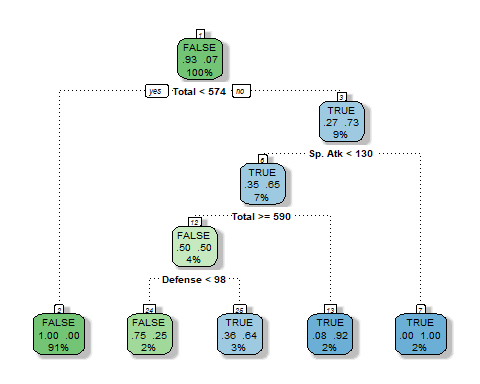 1
FALSE
.93 .07
100%
yes Total < 574 no
3
TRUE
.27 .73
9%
Sp. Atk < 130
6
TRUE
.35 .65
7%
Total >= 590
12
FALSE
.50 .50
4%
Defense < 98
2
FALSE
1.00 .00
91%
24
FALSE
.75 .25
2%
25
TRUE
.36 .64
3%
13
TRUE
.08 .92
2%
7
TRUE
.00 1.00
2%